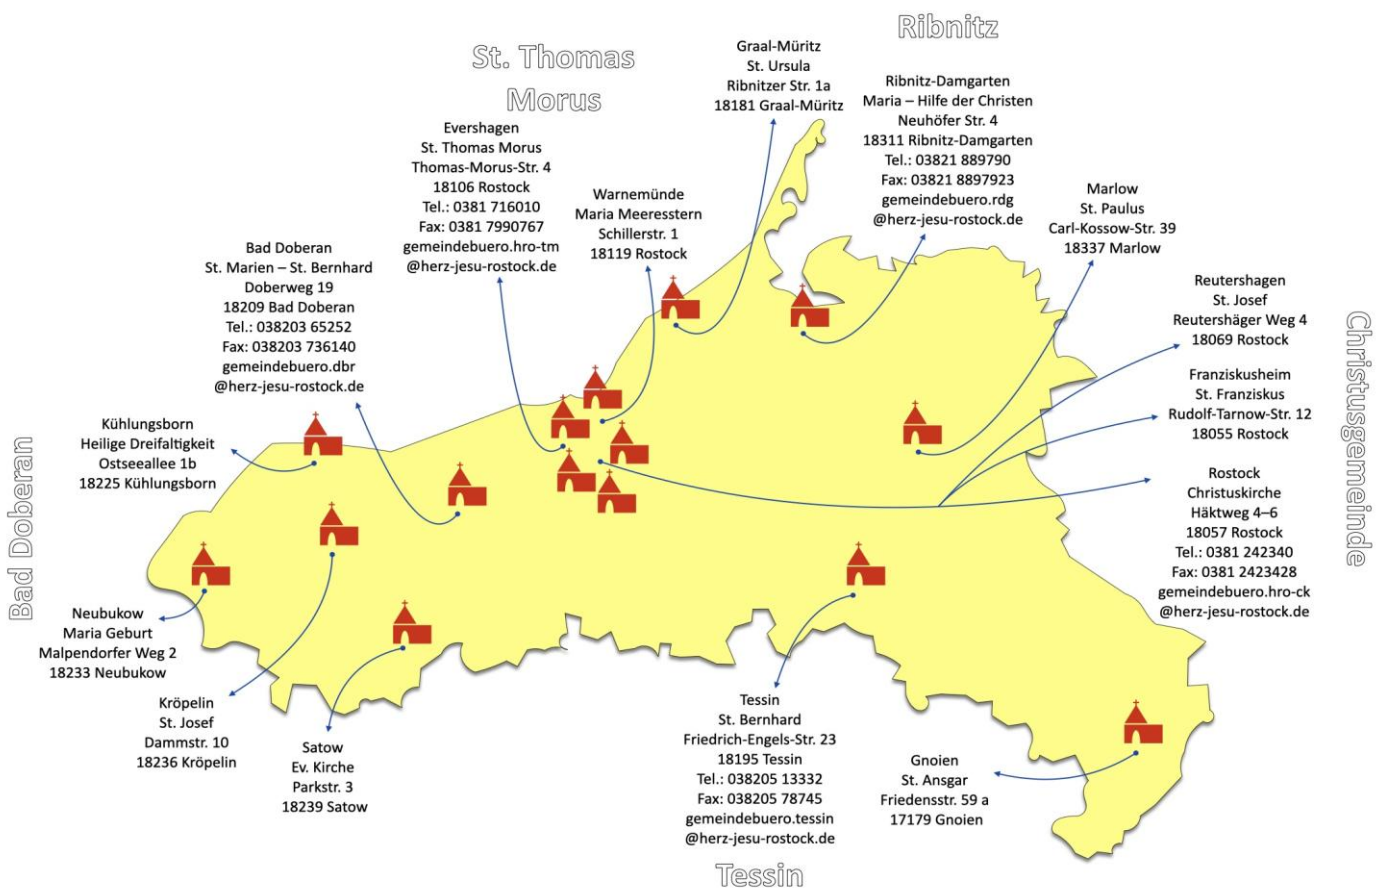 Ribnitz
St. Thomas
Morus
Graal-Müritz
St. Ursula
Ribnitzer Str. 1a
18181 Graal-Müritz
Ribnitz-Damgarten
Maria – Hilfe der Christen
Neuhöfer Str. 4
18311 Ribnitz-Damgarten
Tel.: 03821 889790
Fax: 03821 8897923
gemeindebuero.rdg
@herz-jesu-rostock.de
Evershagen
St. Thomas Morus
Thomas-Morus-Str. 4
18106 Rostock
Tel.: 0381 716010
Fax: 0381 7990767
gemeindebuero.hro-tm
@herz-jesu-rostock.de
Warnemünde
Maria Meeresstern
Schillerstr. 1
18119 Rostock
Marlow
St. Paulus
Carl-Kossow-Str. 39
18337 Marlow
Bad Doberan
St. Marien – St. Bernhard
Doberweg 19
18209 Bad Doberan
Tel.: 038203 65252
Fax: 038203 736140
gemeindebuero.dbr
@herz-jesu-rostock.de
Reutershagen
St. Josef
Reutershäger Weg 4
18069 Rostock
Franziskusheim
St. Franziskus
Rudolf-Tarnow-Str. 12
18055 Rostock
Christusgemeinde
Kühlungsborn
Heilige Dreifaltigkeit
Ostseeallee 1b
18225 Kühlungsborn
Bad Doberan
Rostock
Christuskirche
Häktweg 4–6
18057 Rostock
Tel.: 0381 242340
Fax: 0381 2423428
gemeindebuero.hro-ck
@herz-jesu-rostock.de
Neubukow
Maria Geburt
Malpendorfer Weg 2
18233 Neubukow
Kröpelin
St. Josef
Dammstr. 10
18236 Kröpelin
Satow
Ev. Kirche
Parkstr. 3
18239 Satow
Tessin
St. Bernhard
Friedrich-Engels-Str. 23
18195 Tessin
Tel.: 038205 13332
Fax: 038205 78745
gemeindebuero.tessin
@herz-jesu-rostock.de
Gnoien
St. Ansgar
Friedensstr. 59 a
17179 Gnoien
Tessin